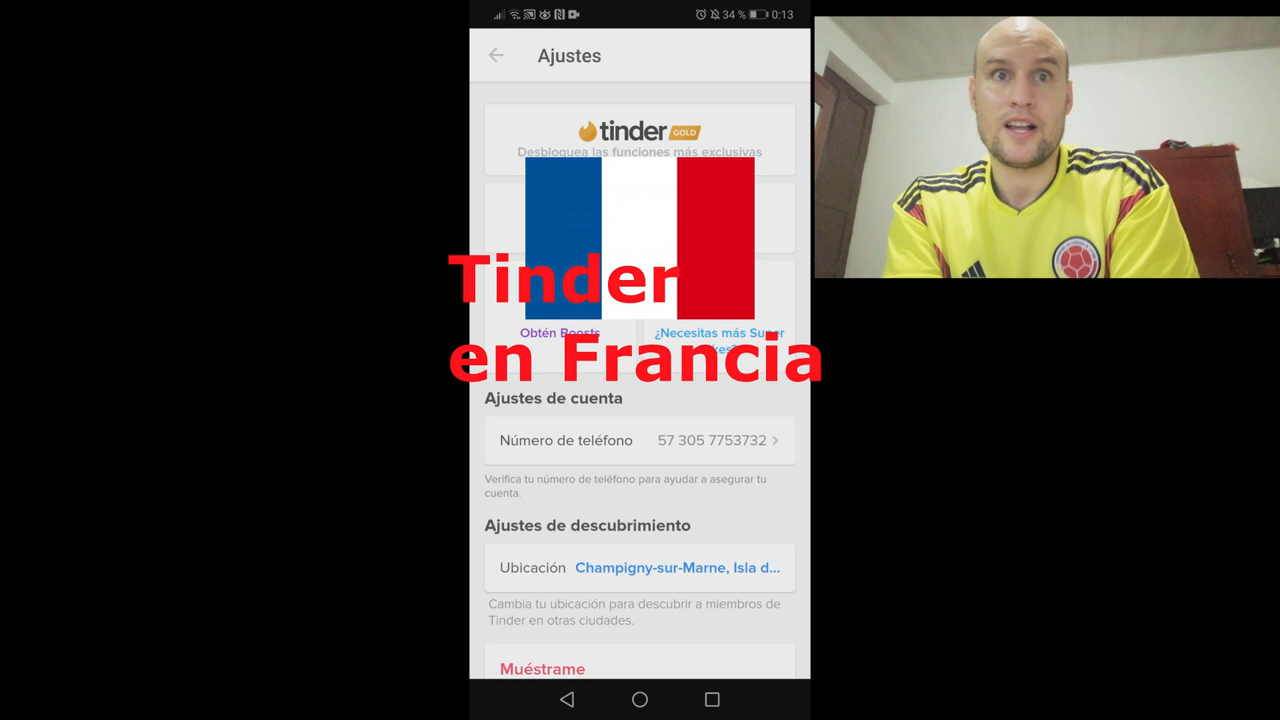 34 %
0:13
Ajustes
tinder GOLD
Desbloquea las funciones más exclusivas
Tinder
en Francia
Obtén Boosts
¿Necesitas más Super
Ajustes de cuenta
Número de teléfono 57 305 7753732
Verifica tu número de teléfono para ayudar a asegurar tu
cuenta.
Ajustes de descubrimiento
Ubicación Champigny-sur-Marne, Isla d...
Cambia tu ubicación para descubrir a miembros de
Tinder en otras ciudades.
Muéstrame